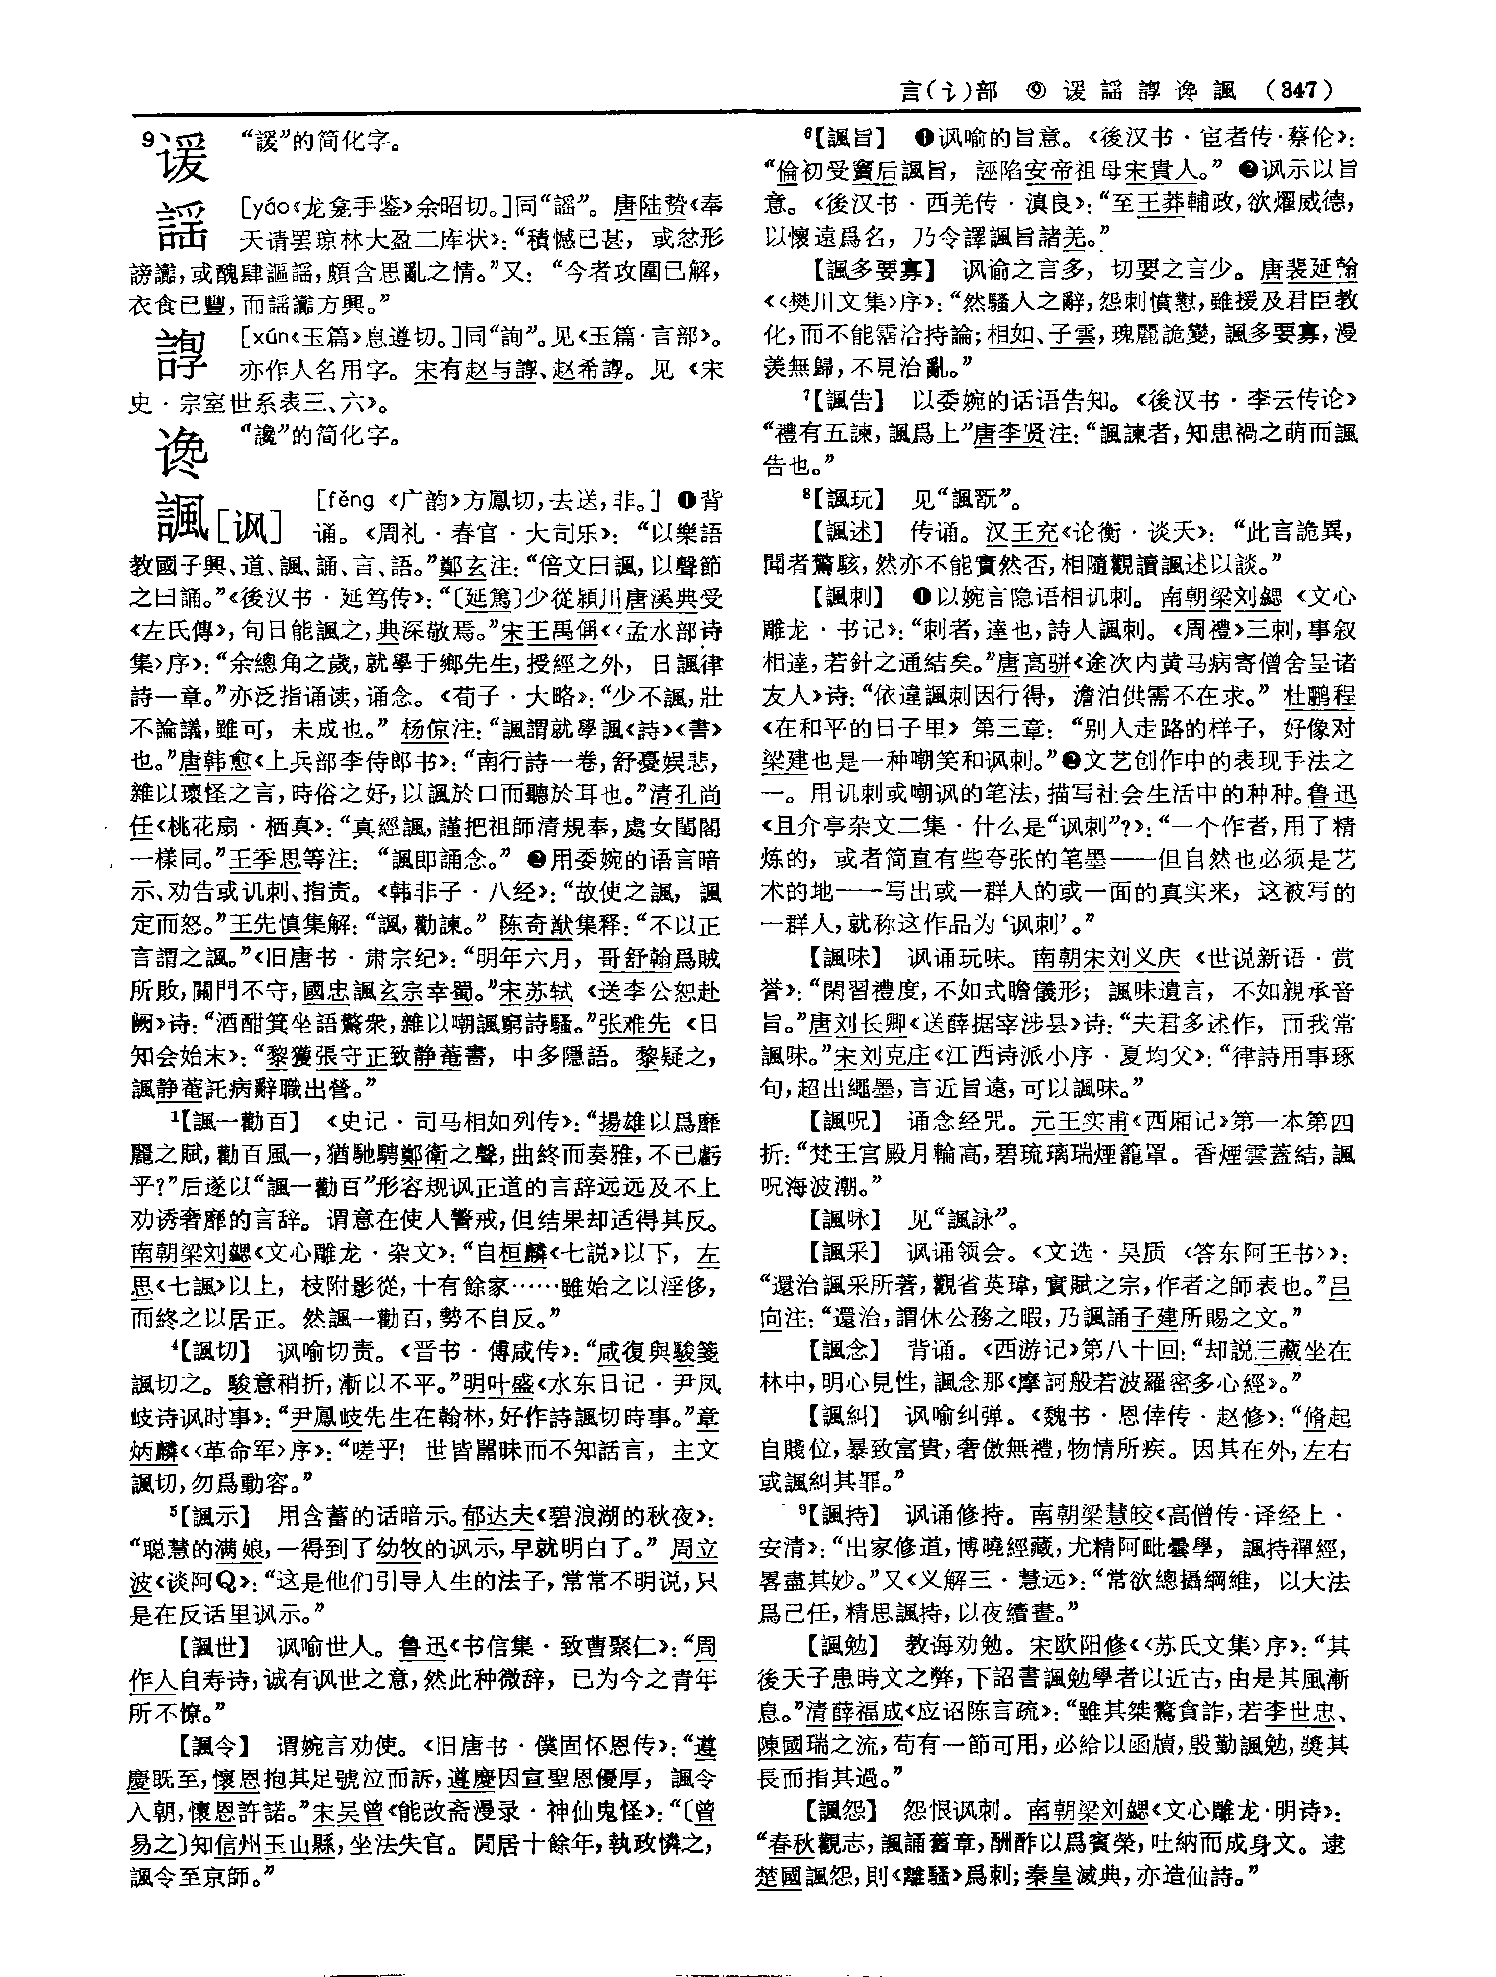 言(讠)部　⑨　谖 謡 𧫀 谗 諷　(347)
9谖　“諼”的简化字。
謡　[yáo《龙龛手鉴》余昭切。]同“謠”。唐陆贽《奉
天请罢琼林大盈二库状》：“積憾已甚，或忿形
謗讟，或醜肆謳謡，頗含思亂之情。”又：“今者攻圍已解，
衣食已豐，而謡讟方興。”
[xún《玉篇》息遵切。]同“詢”。见《玉篇·言部》。
亦作人名用字。宋有赵与、赵希。见《宋
史·宗室世系表三、六》。
谗　“讒”的简化字。
諷[讽]　[fěng《广韵》方鳳切，去送，非。]❶背
诵。《周礼·春官·大司乐》：“以樂語
教國子興、道、諷、誦、言、語。”鄭玄注：“倍文曰諷，以聲節
之曰誦。”《後汉书·延笃传》：“〔延篤〕少從潁川唐溪典受
《左氏傳》，旬日能諷之，典深敬焉。”宋王禹偁《〈孟水部诗
集〉序》：“余總角之歲，就學于鄉先生，授經之外，日諷律
詩一章。”亦泛指诵读，诵念。《荀子·大略》：“少不諷，壯
不論議，雖可，未成也。”杨倞注：“諷謂就學諷《詩》《書》
也。”唐韩愈《上兵部李侍郎书》：“南行詩一卷，舒憂娱悲，
雜以瓌怪之言，時俗之好，以諷於口而聽於耳也。”清孔尚
任《桃花扇·栖真》：“真經諷，謹把祖師清規奉，處女閨閣
一樣同。”王季思等注：“諷即誦念。”❷用委婉的语言暗
示、劝告或讥刺、指责。《韩非子·八经》：“故使之諷，諷
定而怒。”王先慎集解：“諷，勸諫。”陈奇猷集释：“不以正
言謂之諷。”《旧唐书·肃宗纪》：“明年六月，哥舒翰爲賊
所敗，關門不守，國忠諷玄宗幸蜀。”宋苏轼《送李公恕赴
阙》诗：“酒酣箕坐語驚衆，雜以嘲諷窮詩騷。”张难先《日
知会始末》：“黎獲張守正致静菴書，中多隱語。黎疑之，
諷静菴託病辭職出營。”
1【諷一勸百】　《史记·司马相如列传》：“揚雄以爲靡
麗之賦，勸百風一，猶馳騁鄭衛之聲，曲終而奏雅，不已虧
乎？”后遂以“諷一勸百”形容规讽正道的言辞远远及不上
劝诱奢靡的言辞。谓意在使人警戒，但结果却适得其反。
南朝梁刘勰《文心雕龙·杂文》：“自桓麟《七説》以下，左
思《七諷》以上，枝附影從，十有餘家……雖始之以淫侈，
而終之以居正。然諷一勸百，勢不自反。”
4【諷切】　讽喻切责。《晋书·傅咸传》：“咸復與駿箋
諷切之。駿意稍折，漸以不平。”明叶盛《水东日记·尹凤
岐诗讽时事》：“尹鳳岐先生在翰林，好作詩諷切時事。”章
炳麟《〈革命军〉序》：“嗟乎！世皆嚚昧而不知話言，主文
諷切，勿爲動容。”
5【諷示】　用含蓄的话暗示。郁达夫《碧浪湖的秋夜》：
“聪慧的满娘，一得到了幼牧的讽示，早就明白了。”周立
波《谈阿Q》：“这是他们引导人生的法子，常常不明说，只
是在反话里讽示。”
【諷世】　讽喻世人。鲁迅《书信集·致曹聚仁》：“周
作人自寿诗，诚有讽世之意，然此种微辞，已为今之青年
所不憭。”
【諷令】　谓婉言劝使。《旧唐书·僕固怀恩传》：“遵
慶既至，懷恩抱其足號泣而訴，遵慶因宣聖恩優厚，諷令
入朝，懷恩許諾。”宋吴曾《能改斋漫录·神仙鬼怪》：“〔曾
易之〕知信州玉山縣，坐法失官。閑居十餘年，執政憐之，
諷令至京師。”
6【諷旨】　❶讽喻的旨意。《後汉书·宦者传·蔡伦》：
“倫初受竇后諷旨，誣陷安帝祖母宋貴人。”❷讽示以旨
意。《後汉书·西羌传·滇良》：“至王莽輔政，欲燿威德，
以懷遠爲名，乃令譯諷旨諸羌。”
【諷多要寡】　讽谕之言多，切要之言少。唐裴延翰
《〈樊川文集〉序》：“然騷人之辭，怨刺憤懟，雖援及君臣教
化，而不能霑洽持論；相如、子雲，瑰麗詭變，諷多要寡，漫
羨無歸，不見治亂。”
7【諷告】　以委婉的话语告知。《後汉书·李云传论》
“禮有五諫，諷爲上”唐李贤注：“諷諫者，知患禍之萌而諷
告也。”
8【諷玩】　见“諷翫”。
【諷述】　传诵。汉王充《论衡·谈天》：“此言詭異，
聞者驚駭，然亦不能實然否，相隨觀讀諷述以談。”
【諷刺】　❶以婉言隐语相讥刺。南朝梁刘勰《文心
雕龙·书记》：“刺者，達也，詩人諷刺。《周禮》三刺，事叙
相達，若針之通結矣。”唐高骈《途次内黄马病寄僧舍呈诸
友人》诗：“依違諷刺因行得，澹泊供需不在求。”杜鹏程
《在和平的日子里》第三章：“别人走路的样子，好像对
梁建也是一种嘲笑和讽刺。”❷文艺创作中的表现手法之
一。用讥刺或嘲讽的笔法，描写社会生活中的种种。鲁迅
《且介亭杂文二集·什么是“讽刺”？》：“一个作者，用了精
炼的，或者简直有些夸张的笔墨——但自然也必须是艺
术的地——写出或一群人的或一面的真实来，这被写的
一群人，就称这作品为‘讽刺’。”
【諷味】　讽诵玩味。南朝宋刘义庆《世说新语·赏
誉》：“閑習禮度，不如式瞻儀形；諷味遺言，不如親承音
旨。”唐刘长卿《送薛据宰涉县》诗：“夫君多述作，而我常
諷味。”宋刘克庄《江西诗派小序·夏均父》：“律詩用事琢
句，超出繩墨，言近旨遠，可以諷味。”
【諷呪】　诵念经咒。元王实甫《西厢记》第一本第四
折：“梵王宫殿月輪高，碧琉璃瑞煙籠罩。香煙雲蓋結，諷
呪海波潮。”
【諷咏】　见“諷詠”。
【諷采】　讽诵领会。《文选·吴质〈答东阿王书〉》：
“還治諷采所著，觀省英瑋，實賦之宗，作者之師表也。”吕
向注：“還治，謂休公務之暇，乃諷誦子建所賜之文。”
【諷念】　背诵。《西游记》第八十回：“却説三藏坐在
林中，明心見性，諷念那《摩訶般若波羅密多心經》。”
【諷糾】　讽喻纠弹。《魏书·恩倖传·赵修》：“脩起
自賤位，暴致富貴，奢傲無禮，物情所疾。因其在外，左右
或諷糾其罪。”
9【諷持】　讽诵修持。南朝梁慧皎《高僧传·译经上·
安清》：“出家修道，博曉經藏，尤精阿毗曇學，諷持禪經，
畧盡其妙。”又《义解三·慧远》：“常欲總攝綱維，以大法
爲己任，精思諷持，以夜續晝。”
【諷勉】　教诲劝勉。宋欧阳修《〈苏氏文集〉序》：“其
後天子患時文之弊，下詔書諷勉學者以近古，由是其風漸
息。”清薛福成《应诏陈言疏》：“雖其桀驁貪詐，若李世忠、
陳國瑞之流，苟有一節可用，必給以函牘，殷勤諷勉，奬其
長而指其過。”
【諷怨】　怨恨讽刺。南朝梁刘勰《文心雕龙·明诗》：
“春秋觀志，諷誦舊章，酬酢以爲賓榮，吐納而成身文。逮
楚國諷怨，則《離騷》爲刺；秦皇滅典，亦造仙詩。”